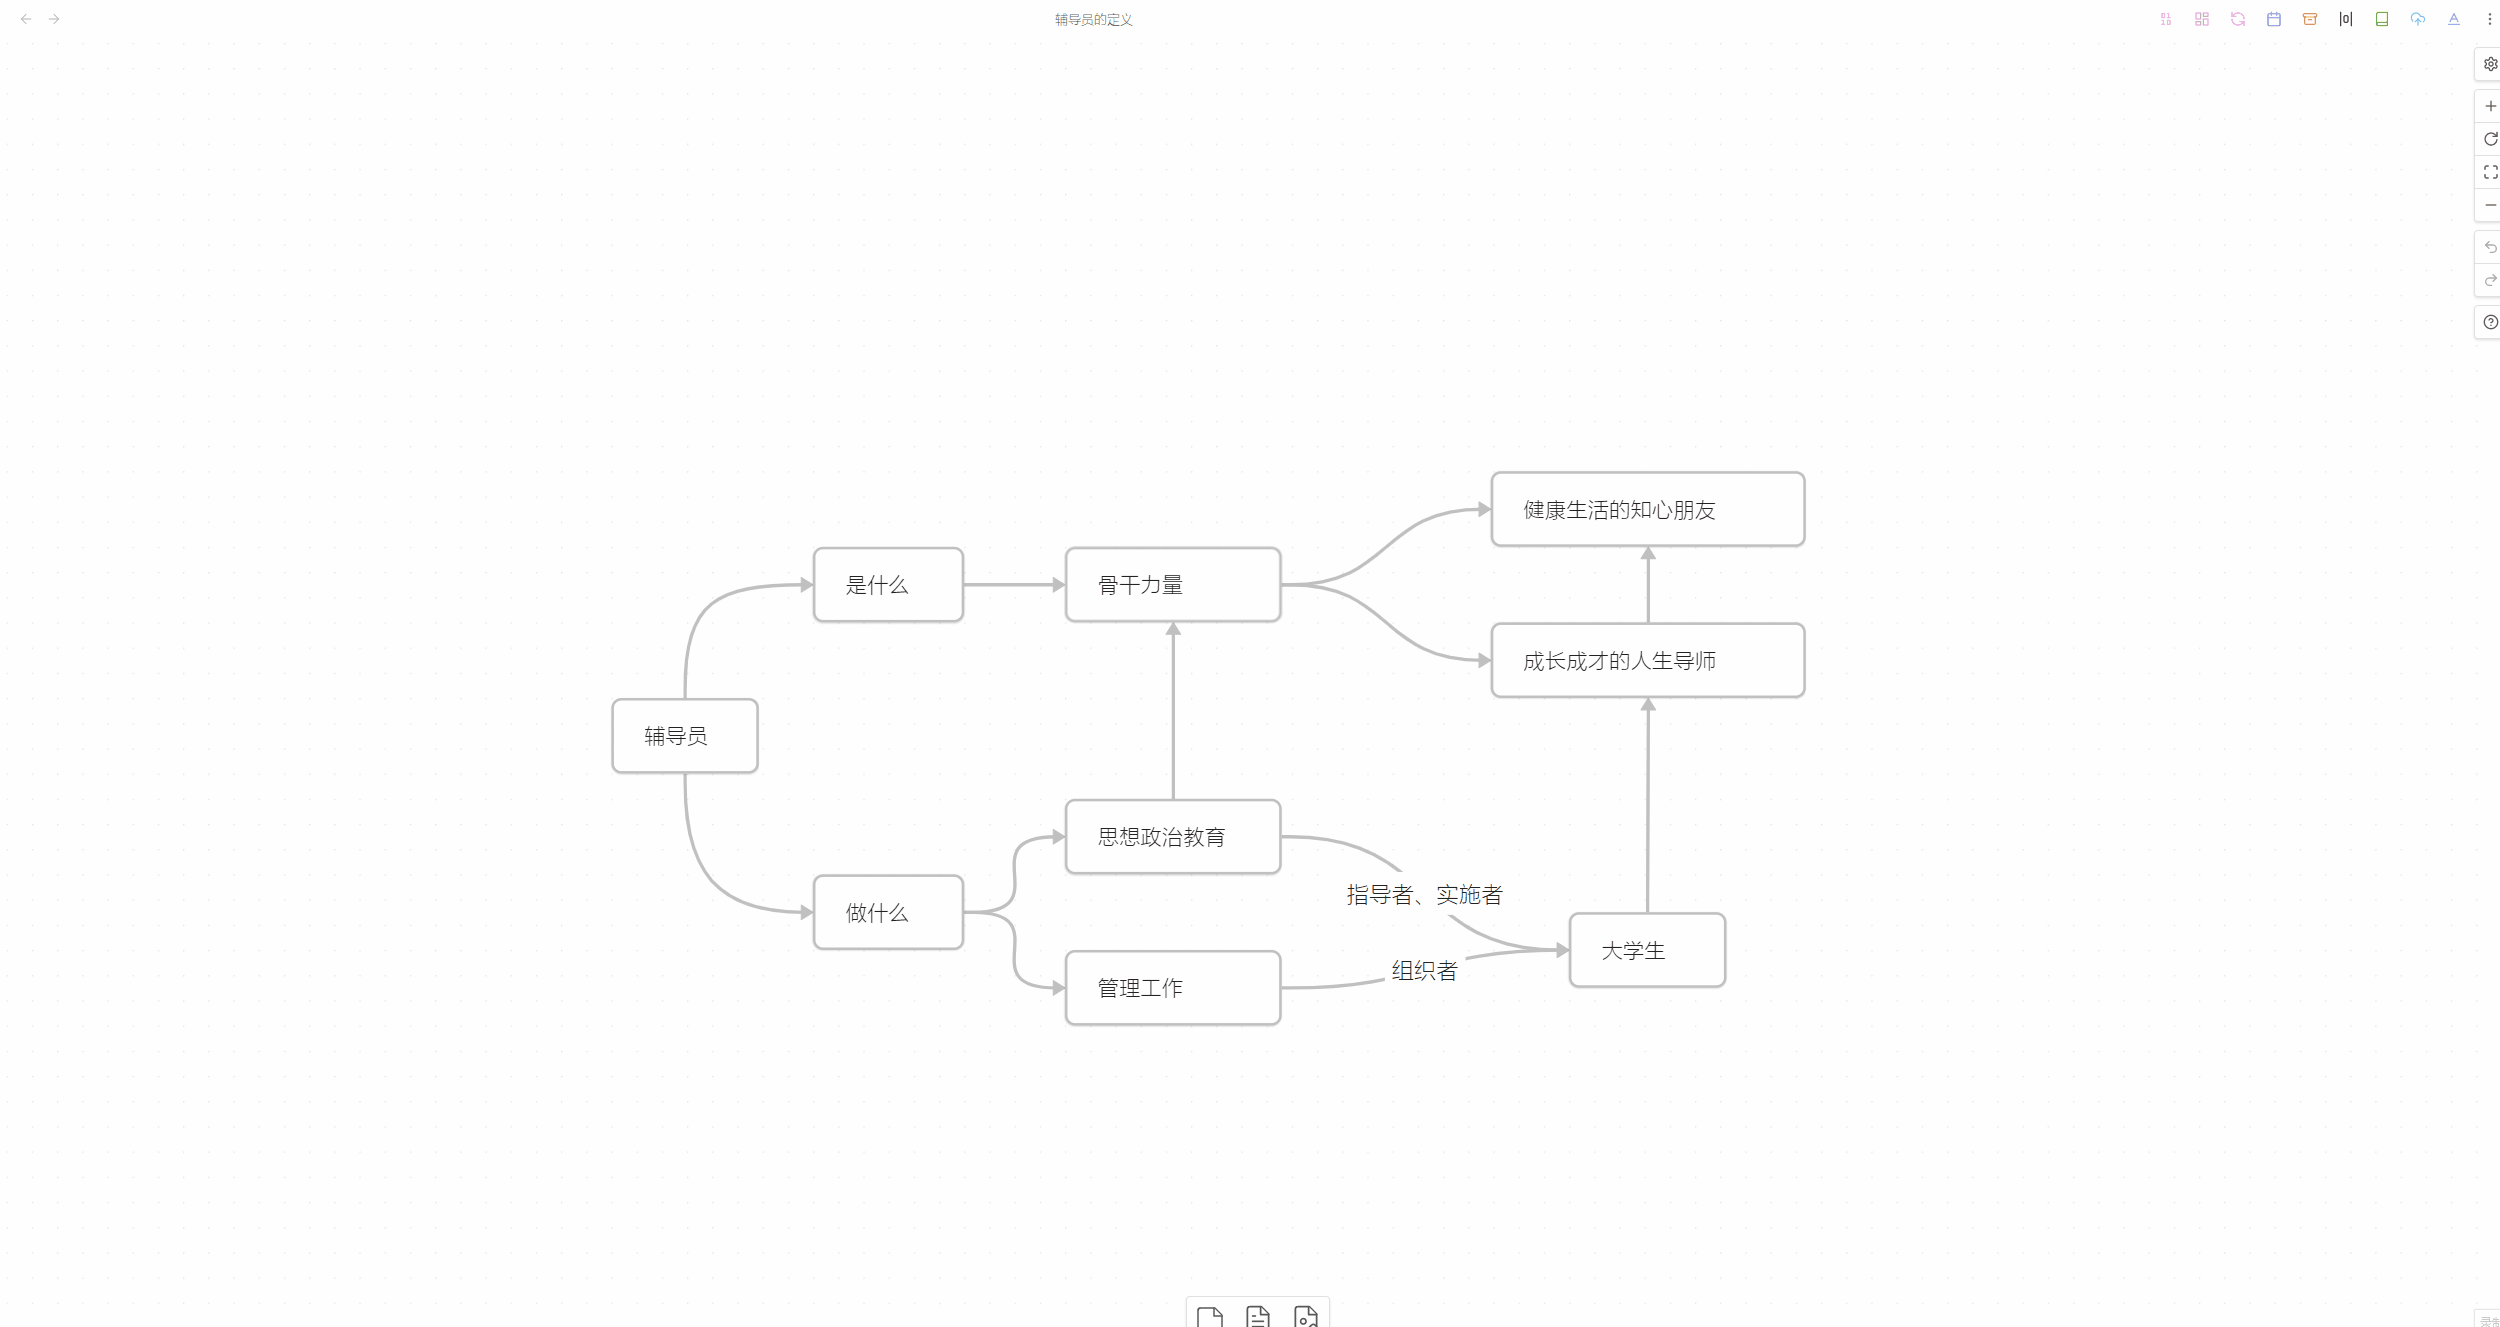 辅导员的定义
健康生活的知心朋友
是什么
骨干力量
成长成才的人生导师
辅导员
思想政治教育
指导者、实施者
做什么
大学生
组织者
管理工作